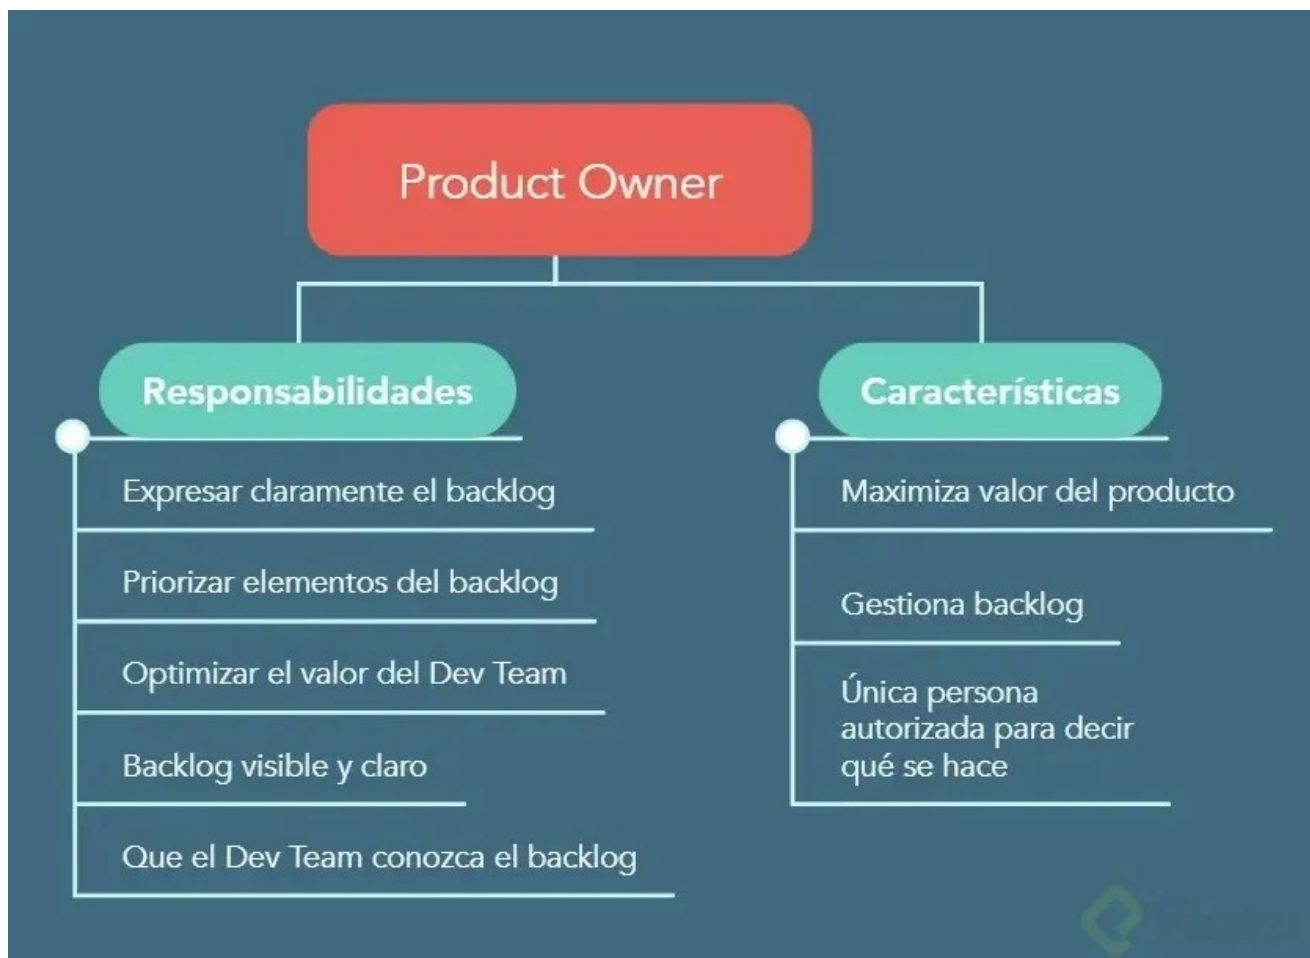 Product Owner
Responsabilidades
Expresar claramente el backlog
Priorizar elementos del backlog
Optimizar el valor del Dev Team
Backlog visible y claro
Que el Dev Team conozca el backlog
Características
Maximiza valor del producto
Gestiona backlog
Única persona
autorizada para decir
qué se hace